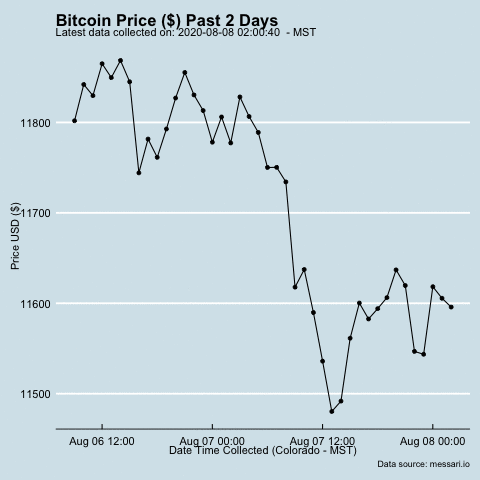 Bitcoin Price ($) Past 2 Days
Latest data collected on: 2020-08-08 02:00:40  - MST
Price USD ($)
11800
11700
11600
11500
Aug 06 12:00 Aug 07 00:00 Aug 07 12:00 Aug 08 00:00
Date Time Collected (Colorado - MST)
Data source: messari.io